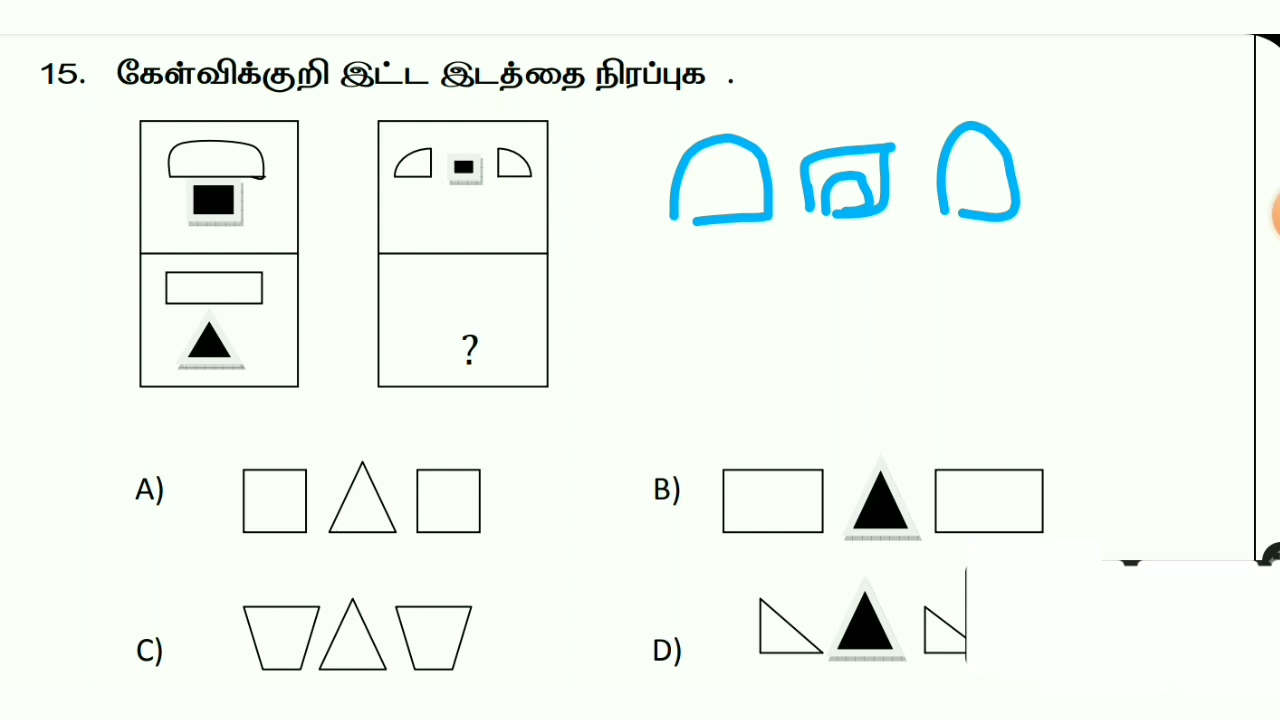 15. கேள்விக்குறி இட்ட இடத்தை நிரப்புக .
?
A)
B)
C)
D)